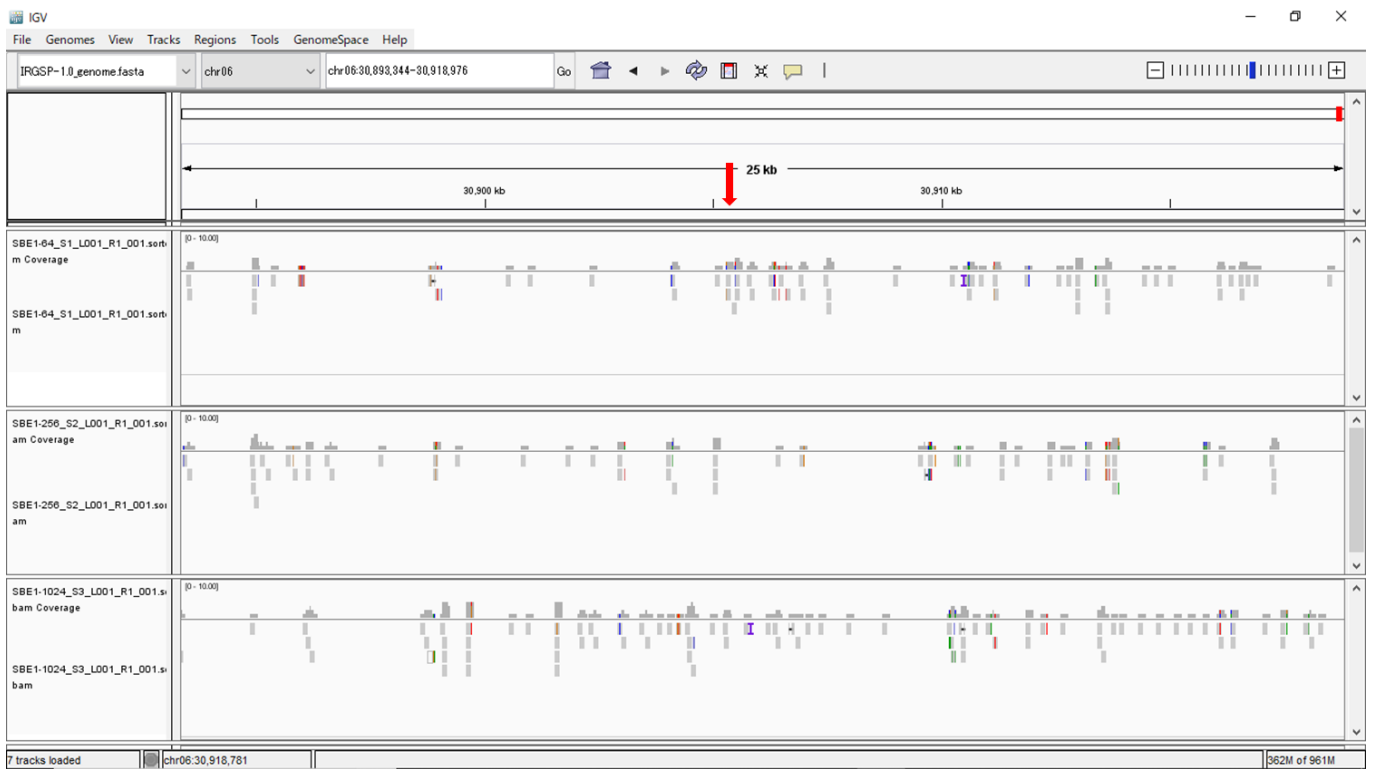 IGV
File Genomes View Tracks Regions Tools GenomeSpace Help
IRGSP-1.0_genome.fasta chr06 chr06:30,893,344-30,918,976 Go
25 kb
30,900 kb 30,910 kb
[0 - 10.00]
SBE1-64_S1_L001_R1_001.sort
m Coverage
SBE1-64_S1_L001_R1_001.sort
m
[0 - 10.00]
SBE1-256_S2_L001_R1_001.so
am Coverage
SBE1-256_S2_L001_R1_001.so
am
[0 - 10.00]
SBE1-1024_S3_L001_R1_001.s
bam Coverage
SBE1-1024_S3_L001_R1_001.s
bam
7 tracks loaded chr06:30,918,781 362M of 961M